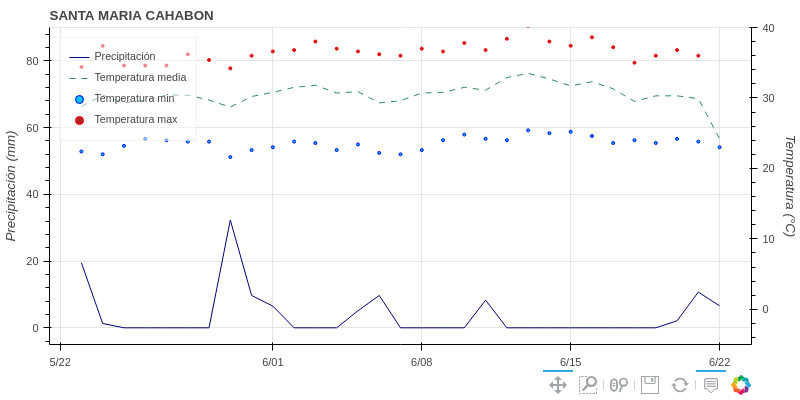 SANTA MARIA CAHABON
Precipitación
Temperatura media
Temperatura min
Temperatura max
Precipitación (mm)
80
60
40
20
0
Temperatura (°C)
40
30
20
10
0
5/22 6/01 6/08 6/15 6/22